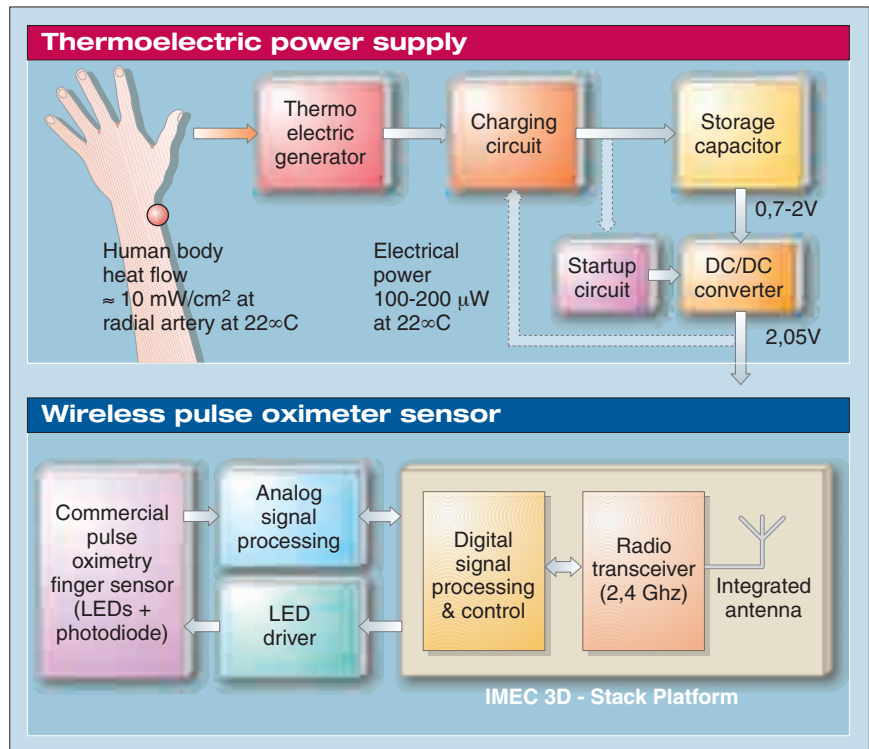 Thermoelectric power supply
Thermo
electric
generator
Charging
circuit
Storage
capacitor
0,7-2V
Human body
heat flow
≈ 10 mW/cm² at
radial artery at 22∞C
Electrical
power
100-200 µW
at 22∞C
Startup
circuit
DC/DC
converter
2,05V
Wireless pulse oximeter sensor
Commercial
pulse
oximetry
finger sensor
(LEDs +
photodiode)
Analog
signal
processing
LED
driver
Digital
signal
processing
& control
Radio
transceiver
(2,4 Ghz)
Integrated
antenna
IMEC 3D - Stack Platform